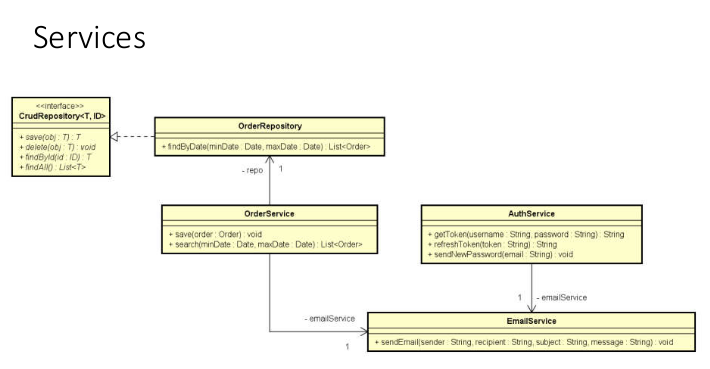 Services
<<interface>>
CrudRepository<T, ID>
+ save(obj : T) : T
+ delete(obj : T) : void
+ findById(id : ID) : T
+ findAll() : List<T>
OrderRepository
+ findByDate(minDate : Date, maxDate : Date) : List<Order>
- repo
1
OrderService
+ save(order : Order) : void
+ search(minDate : Date, maxDate : Date) : List<Order>
AuthService
+ getToken(username : String, password : String) : String
+ refreshToken(token : String) : String
+ sendNewPassword(email : String) : void
1
- emailService
- emailService
1
EmailService
+ sendEmail(sender : String, recipient : String, subject : String, message : String) : void